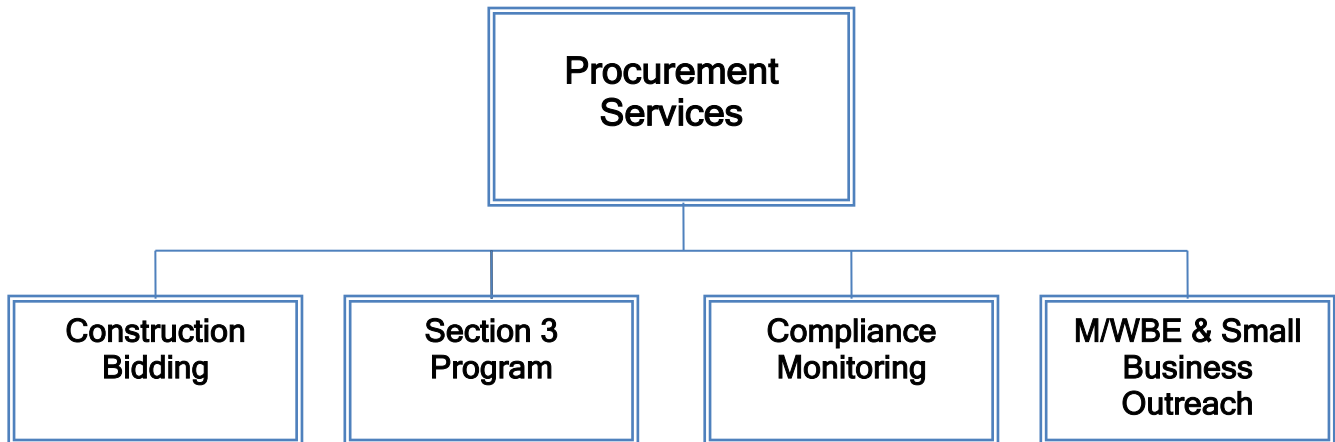 Procurement
Services
Construction
Bidding
Section 3
Program
Compliance
Monitoring
M/WBE & Small
Business
Outreach